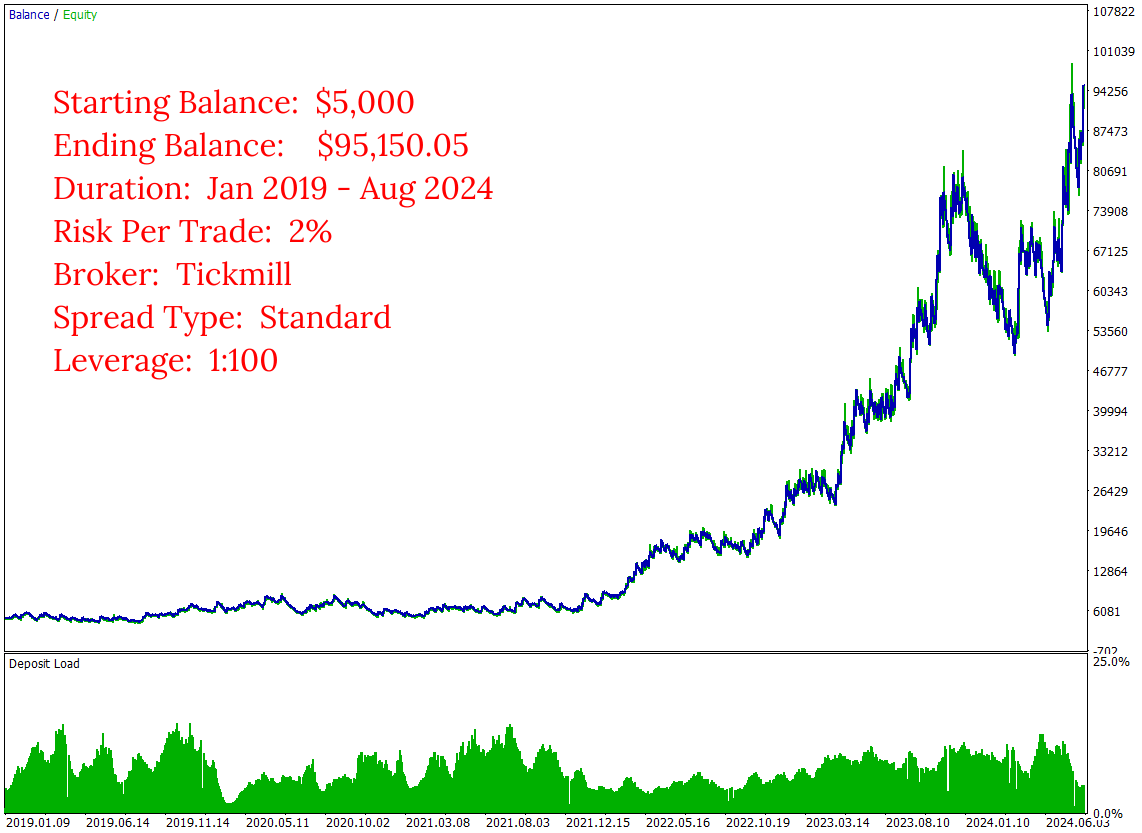 Balance / Equity
Starting Balance: $5,000
Ending Balance: $95,150.05
Duration: Jan 2019 - Aug 2024
Risk Per Trade: 2%
Broker: Tickmill
Spread Type: Standard
Leverage: 1:100
107822
101039
94256
87473
80691
73908
67125
60343
53560
46777
39994
33212
26429
19646
12864
6081
-702
Deposit Load
25.0%
0.0%
2019.01.09 2019.06.14 2019.11.14 2020.05.11 2020.10.02 2021.03.08 2021.08.03 2021.12.15 2022.05.16 2022.10.19 2023.03.14 2023.08.10 2024.01.10 2024.06.03